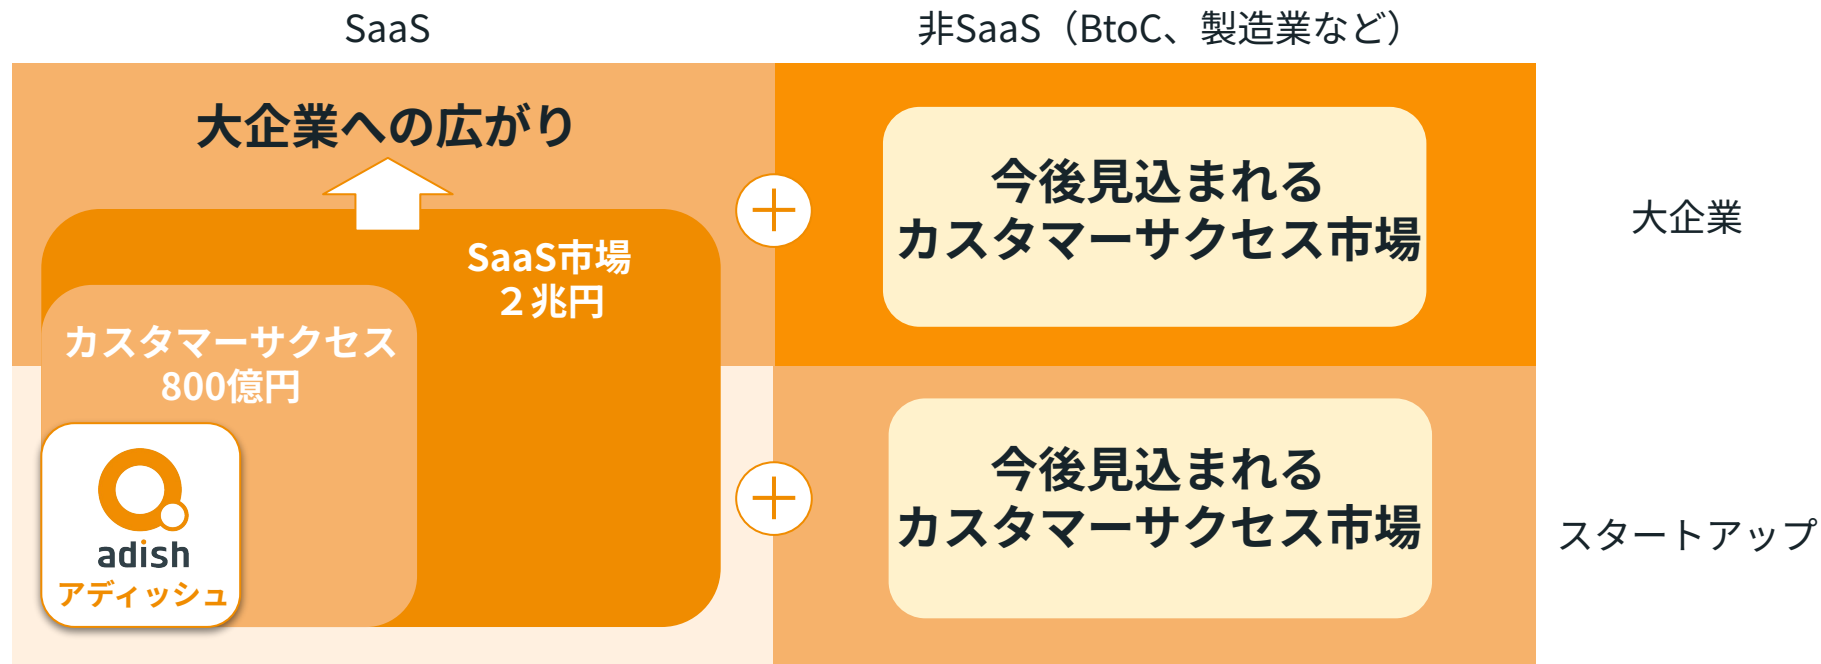 SaaS
非SaaS（BtoC、製造業など）
大企業への広がり
今後見込まれる
カスタマーサクセス市場
大企業
SaaS市場
２兆円
カスタマーサクセス
800億円
今後見込まれる
カスタマーサクセス市場
スタートアップ
adish
アディッシュ